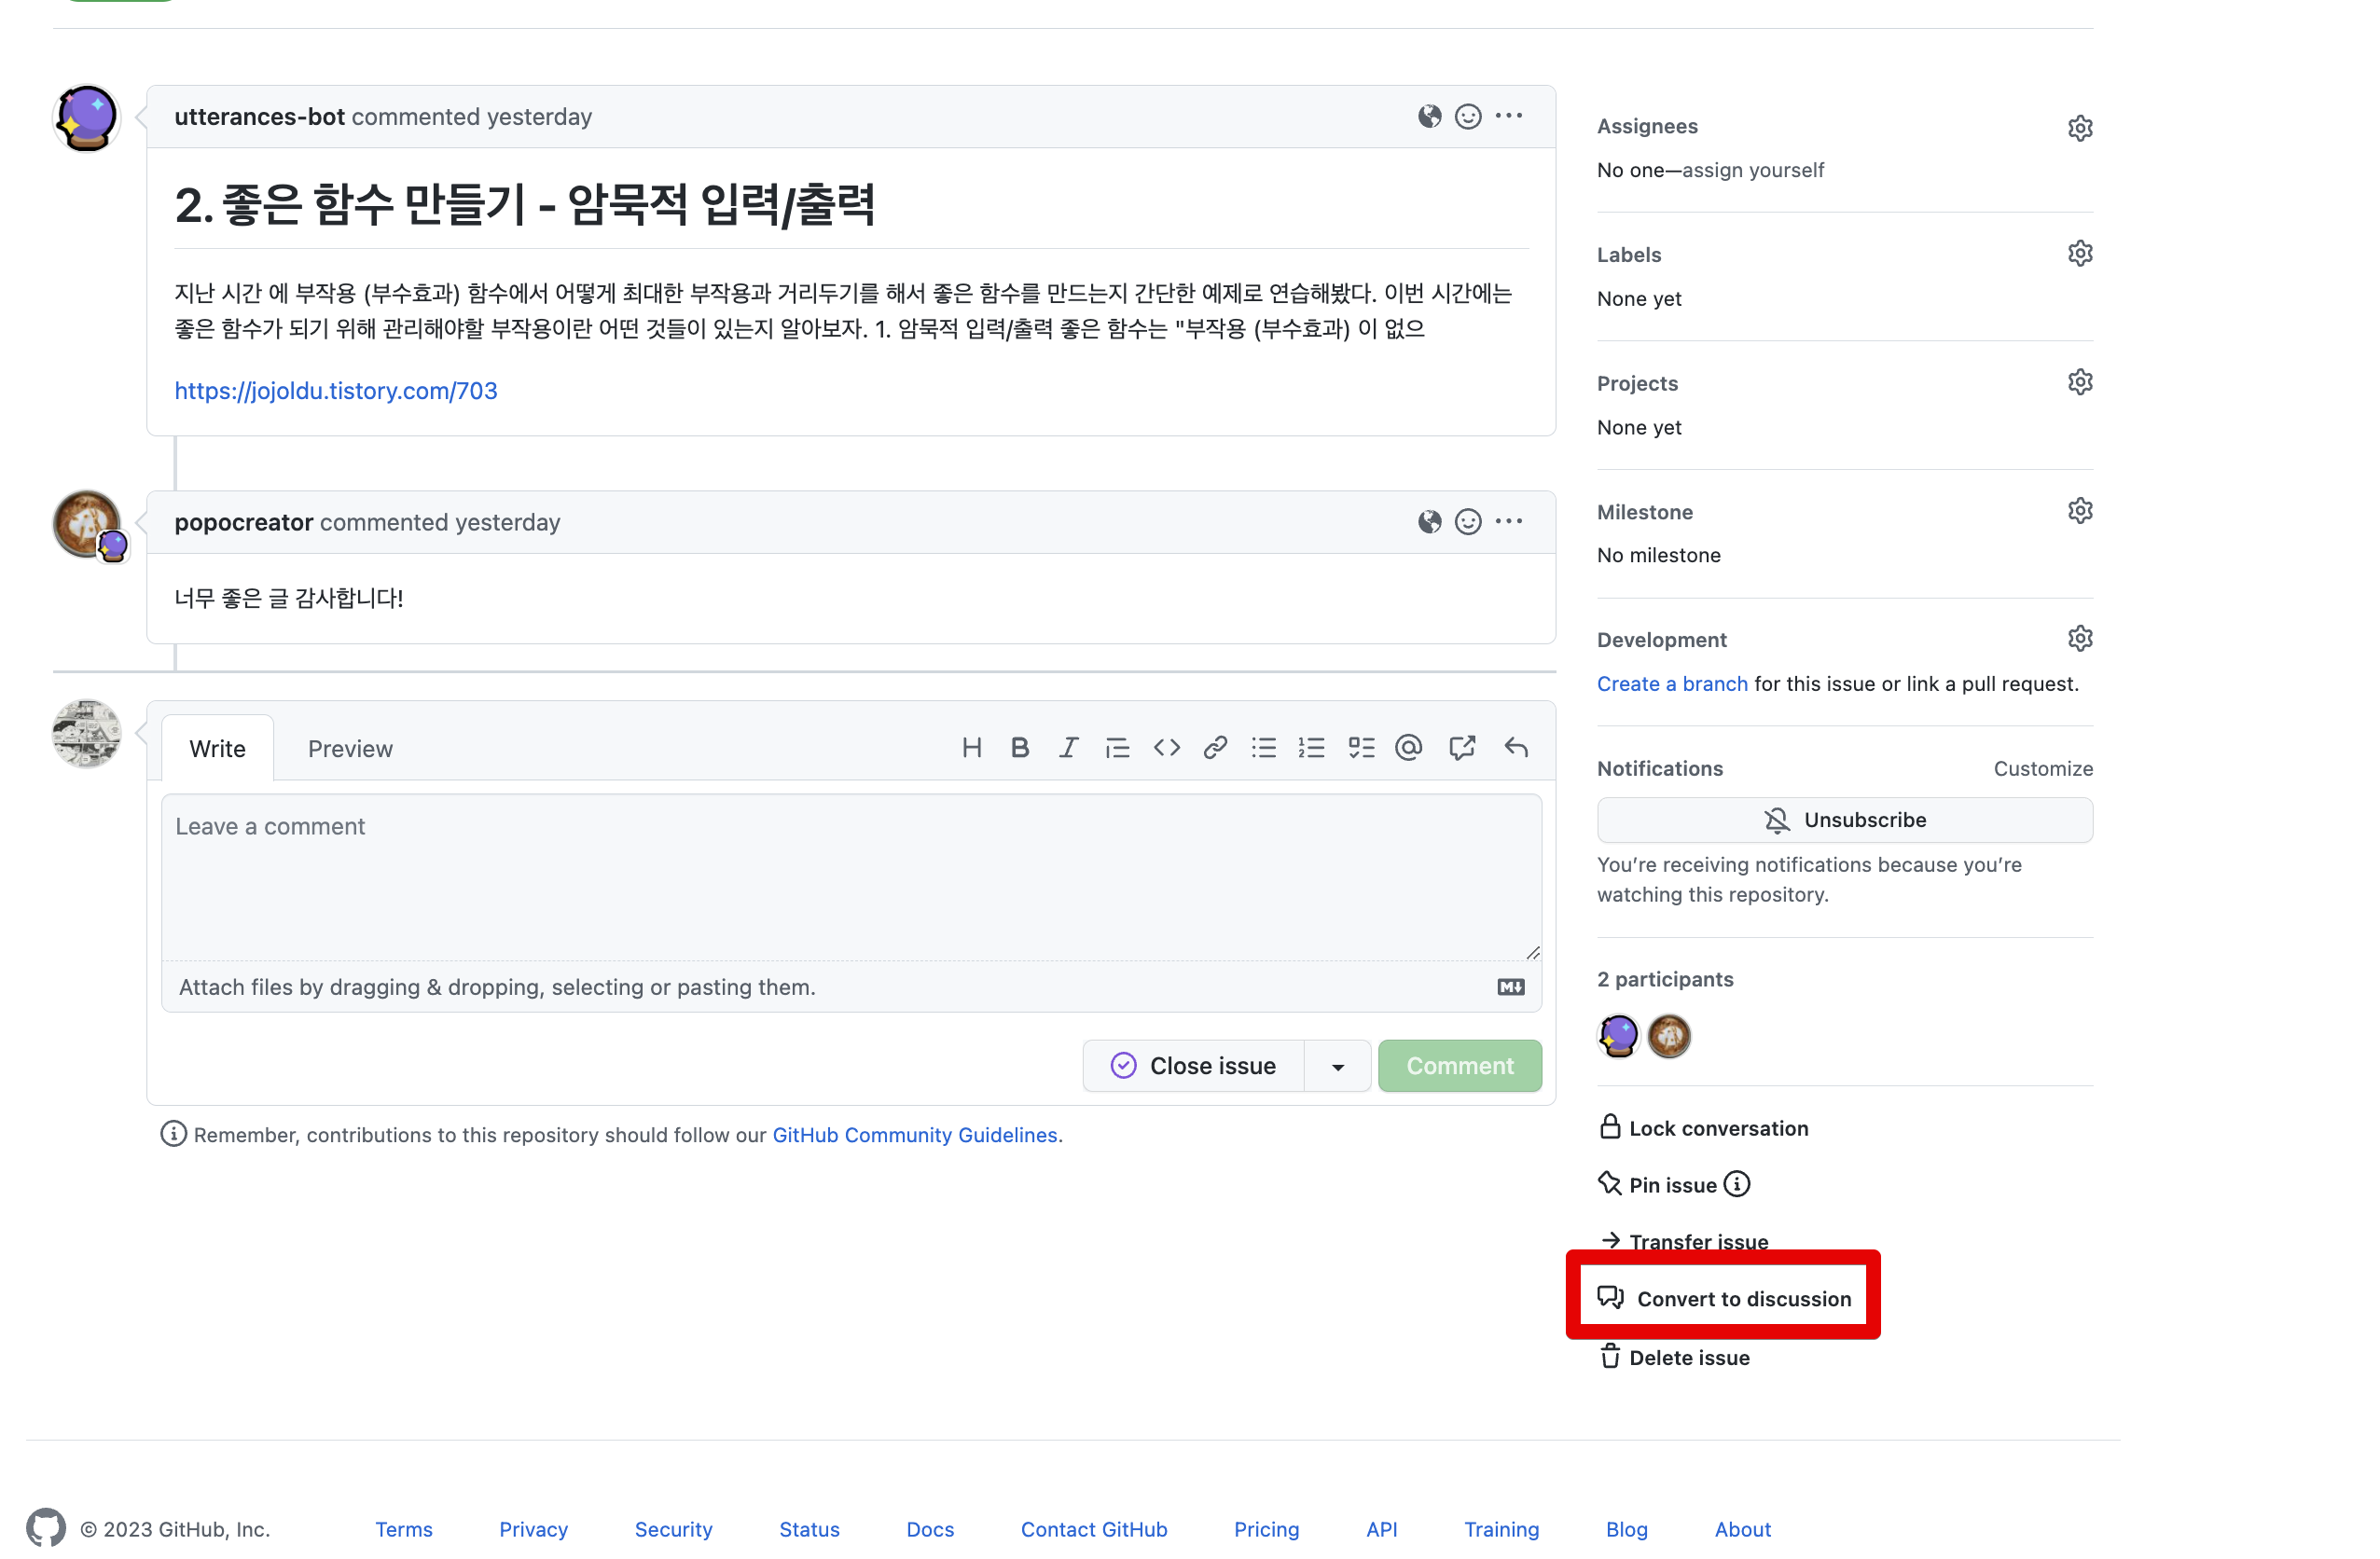 utterances-bot commented yesterday
2. 좋은 함수 만들기 - 암묵적 입력/출력
지난 시간 에 부작용 (부수효과) 함수에서 어떻게 최대한 부작용과 거리두기를 해서 좋은 함수를 만드는지 간단한 예제로 연습해봤다. 이번 시간에는
좋은 함수가 되기 위해 관리해야할 부작용이란 어떤 것들이 있는지 알아보자. 1. 암묵적 입력/출력 좋은 함수는 "부작용 (부수효과) 이 없으
https://jojoldu.tistory.com/703
popocreator commented yesterday
너무 좋은 글 감사합니다!
Write Preview
Leave a comment
Attach files by dragging & dropping, selecting or pasting them.
Close issue Comment
Remember, contributions to this repository should follow our GitHub Community Guidelines.
Assignees
No one—assign yourself
Labels
None yet
Projects
None yet
Milestone
No milestone
Development
Create a branch for this issue or link a pull request.
Notifications Customize
Unsubscribe
You're receiving notifications because you're
watching this repository.
2 participants
Lock conversation
Pin issue
Transfer issue
Convert to discussion
Delete issue
© 2023 GitHub, Inc. Terms Privacy Security Status Docs Contact GitHub Pricing API Training Blog About